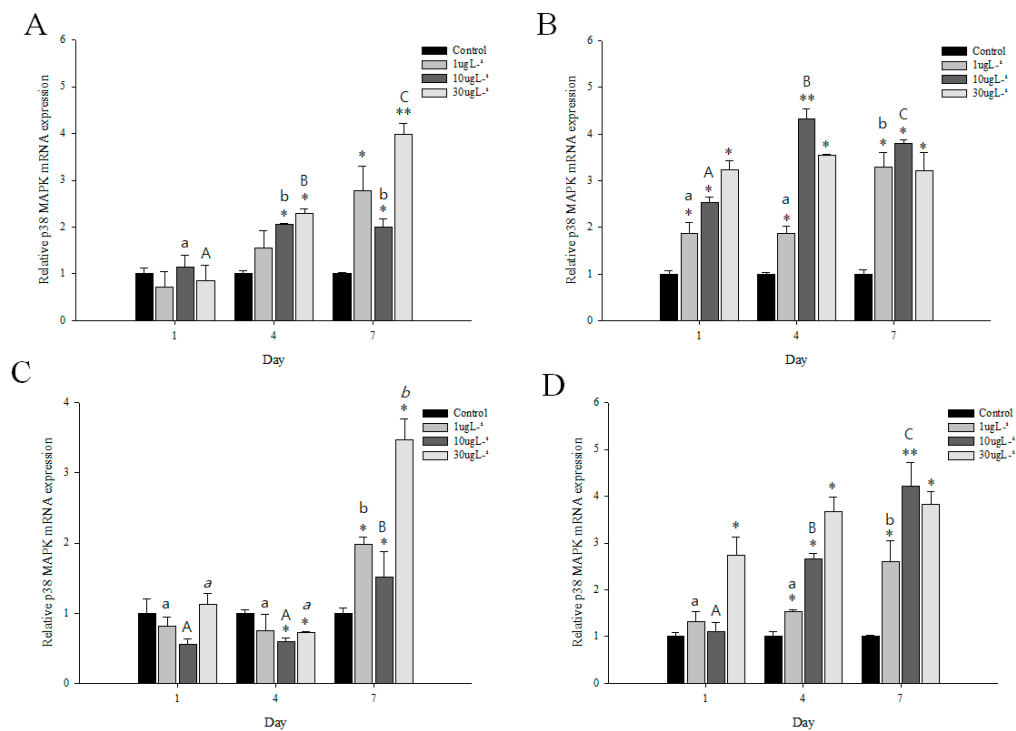 A
Relative p38 MAPK mRNA expression
6
5
4
3
2
1
0
Control
1ugL-¹
10ugL-¹
30ugL-¹
a
A
b
*
B
*
*
b
*
C
**
1
4
7
Day
B
Relative p38 MAPK mRNA expression
6
5
4
3
2
1
0
Control
1ugL-¹
10ugL-¹
30ugL-¹
a
*
A
*
*
a
*
B
**
*
b
*
C
*
*
1
4
7
Day
C
Relative p38 MAPK mRNA expression
4
3
2
1
0
Control
1ugL-¹
10ugL-¹
30ugL-¹
a
A
a
a
A
*
a
*
b
*
B
*
b
*
1
4
7
Day
D
Relative p38 MAPK mRNA expression
6
5
4
3
2
1
0
Control
1ugL-¹
10ugL-¹
30ugL-¹
a
A
*
a
*
B
*
*
b
*
C
**
*
1
4
7
Day